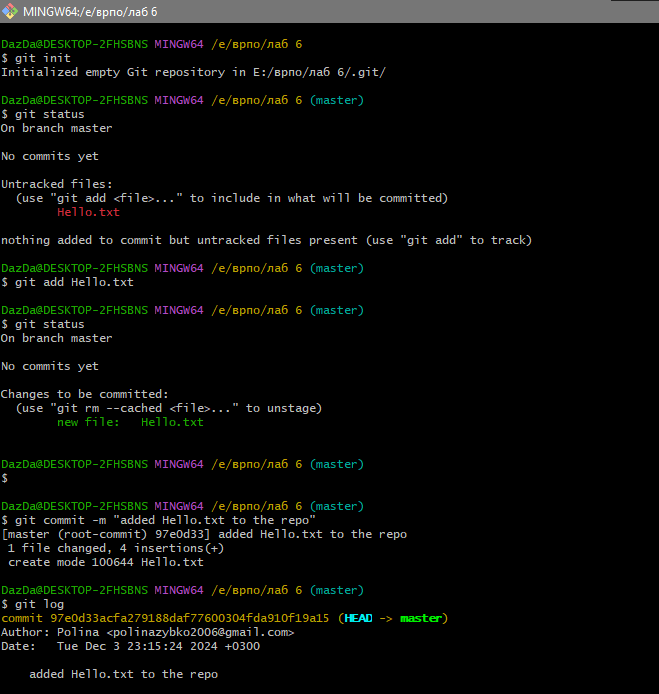 MINGW64:/e/врпо/лаб 6
DazDa@DESKTOP-2FHSBNS MINGW64 /e/врпо/лаб 6
$ git init
Initialized empty Git repository in E:/врпо/лаб 6/.git/
DazDa@DESKTOP-2FHSBNS MINGW64 /e/врпо/лаб 6 (master)
$ git status
On branch master
No commits yet
Untracked files:
  (use "git add <file>..." to include in what will be committed)
        Hello.txt
nothing added to commit but untracked files present (use "git add" to track)
DazDa@DESKTOP-2FHSBNS MINGW64 /e/врпо/лаб 6 (master)
$ git add Hello.txt
DazDa@DESKTOP-2FHSBNS MINGW64 /e/врпо/лаб 6 (master)
$ git status
On branch master
No commits yet
Changes to be committed:
  (use "git rm --cached <file>..." to unstage)
        new file:   Hello.txt
DazDa@DESKTOP-2FHSBNS MINGW64 /e/врпо/лаб 6 (master)
$
DazDa@DESKTOP-2FHSBNS MINGW64 /e/врпо/лаб 6 (master)
$ git commit -m "added Hello.txt to the repo"
[master (root-commit) 97e0d33] added Hello.txt to the repo
 1 file changed, 4 insertions(+)
 create mode 100644 Hello.txt
DazDa@DESKTOP-2FHSBNS MINGW64 /e/врпо/лаб 6 (master)
$ git log
commit 97e0d33acfa279188daf77600304fda910f19a15 (HEAD -> master)
Author: Polina <polinazybko2006@gmail.com>
Date:   Tue Dec 3 23:15:24 2024 +0300
    added Hello.txt to the repo